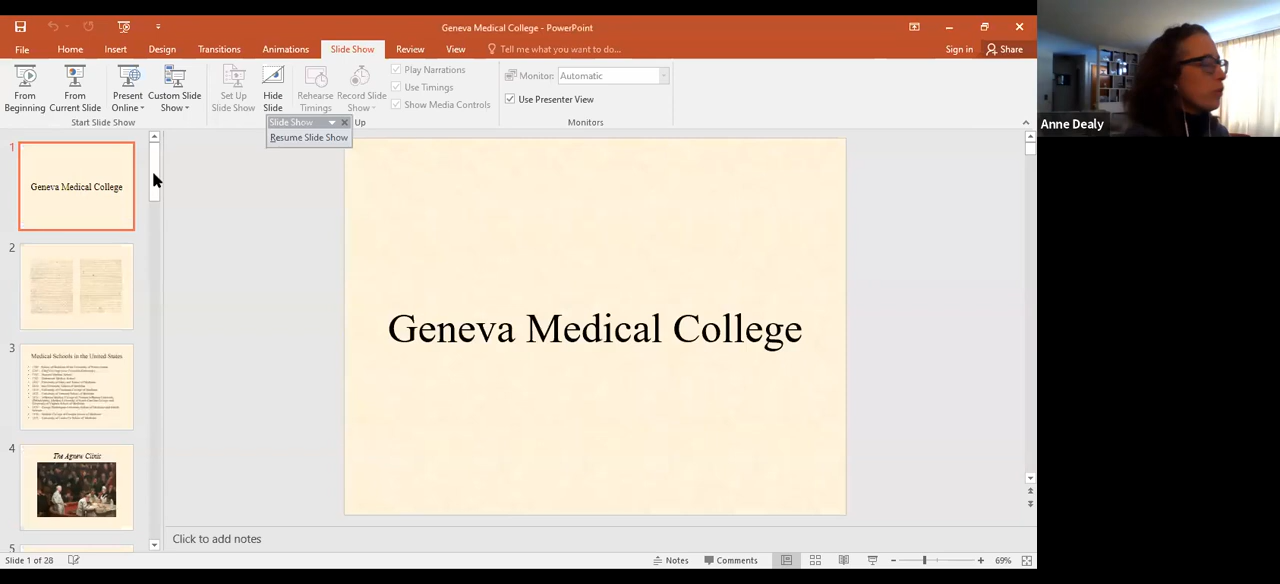 Geneva Medical College - PowerPoint
File Home Insert Design Transitions Animations Slide Show Review View Tell me what you want to do... Sign in Share
From Beginning
From Current Slide
Present Online
Custom Slide Show
Set Up Slide Show
Hide Slide
Rehearse Timings
Record Slide Show
Play Narrations
Use Timings
Show Media Controls
Monitor: Automatic
Use Presenter View
Start Slide Show
Up
Monitors
Slide Show
Resume Slide Show
Anne Dealy
1
Geneva Medical College
2
3
Medical Schools in the United States
4
The Agnew Clinic
5
Geneva Medical College
Click to add notes
Slide 1 of 28
Notes Comments 69%